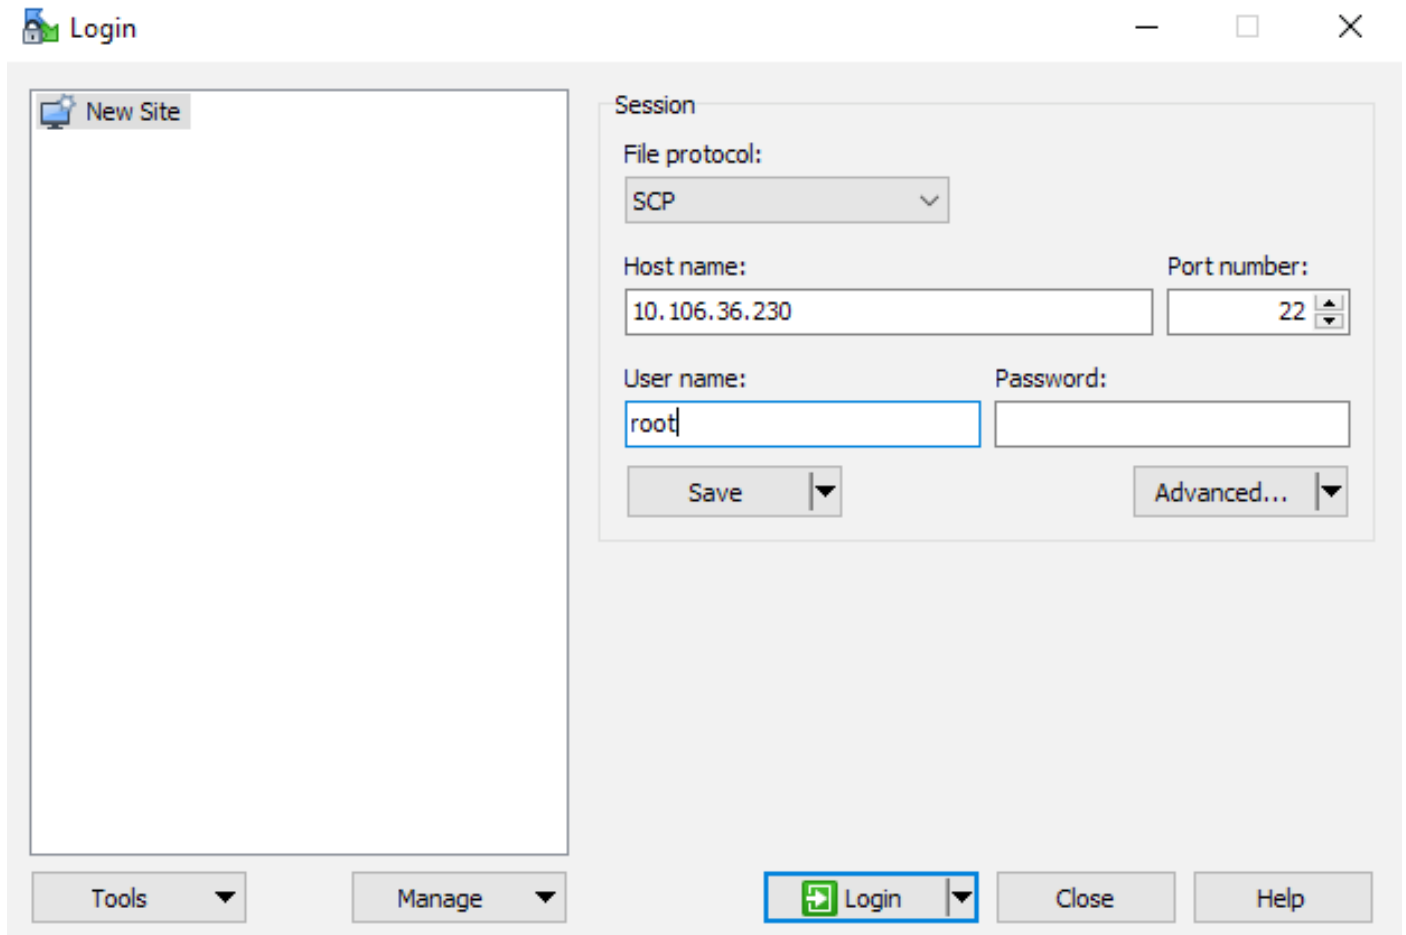 Login
New Site
Session
File protocol:
SCP
Host name: Port number:
10.106.36.230 22
User name: Password:
root
Save Advanced...
Tools Manage Login Close Help